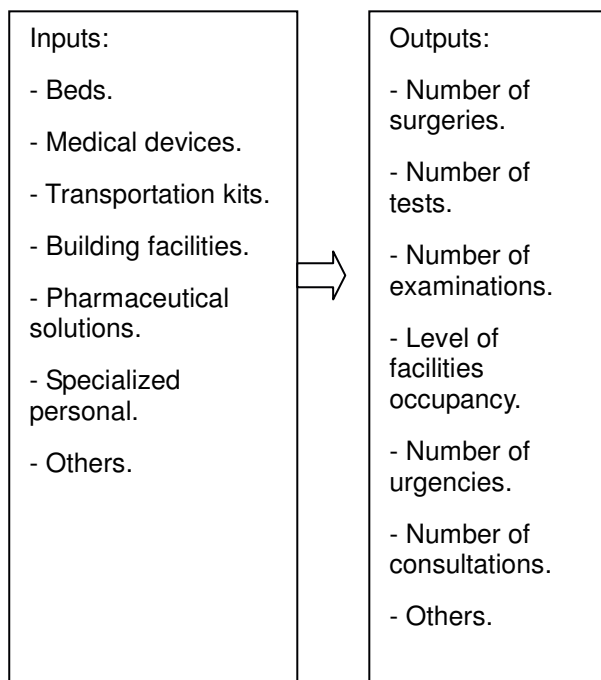 Inputs:
- Beds.
- Medical devices.
- Transportation kits.
- Building facilities.
- Pharmaceutical
solutions.
- Specialized
personal.
- Others.
Outputs:
- Number of
surgeries.
- Number of
tests.
- Number of
examinations.
- Level of
facilities
occupancy.
- Number of
urgencies.
- Number of
consultations.
- Others.